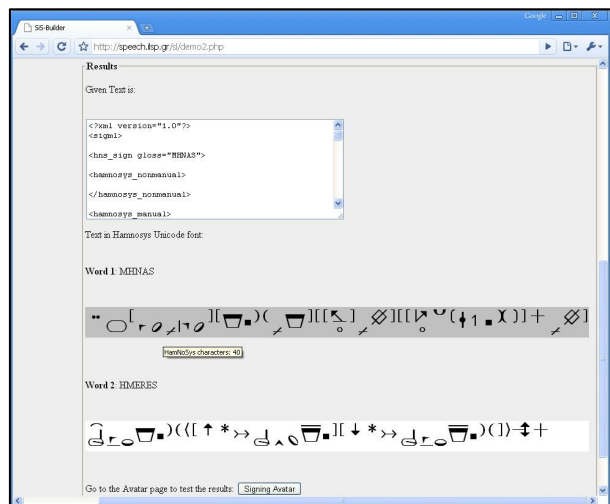 Google
SiS-Builder
http://speech.ilsp.gr/sl/demo2.php
Results
Given Text is:
<?xml version="1.0"?>
<sigml>
<hns_sign gloss="MHNAS">
<hamnosys_nonmanual>
</hamnosys_nonmanual>
<hamnosys_manual>
Text in Hamnosys Unicode font:
Word 1: MHNAS
HamNoSys characters: 40
Word 2: HMERES
Go to the Avatar page to test the results: Signing Avatar